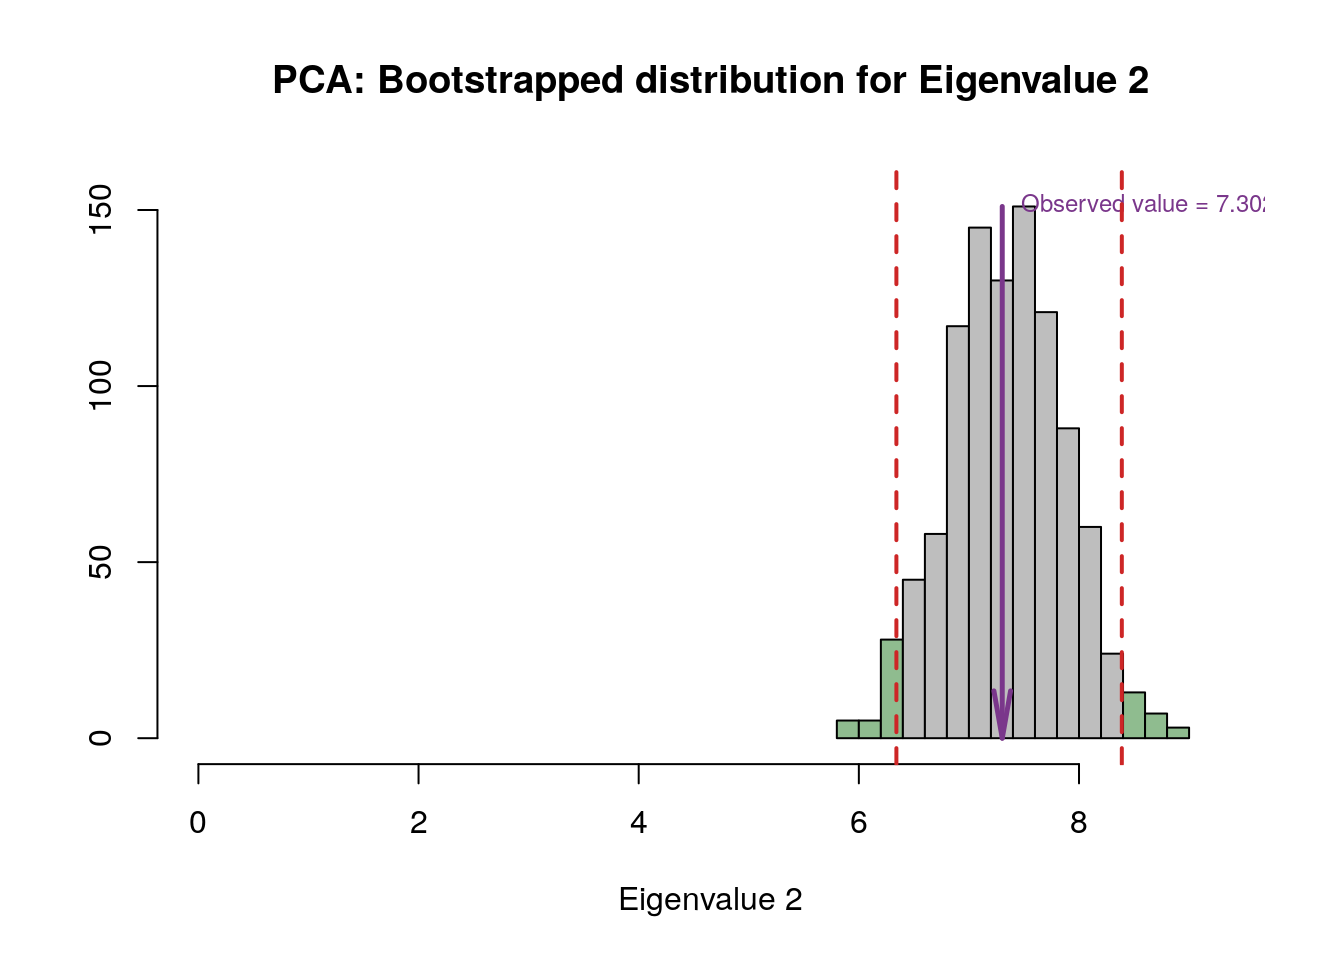 PCA: Bootstrapped distribution for Eigenvalue 2
Observed value = 7.30
150
100
50
0
0 2 4 6 8
Eigenvalue 2